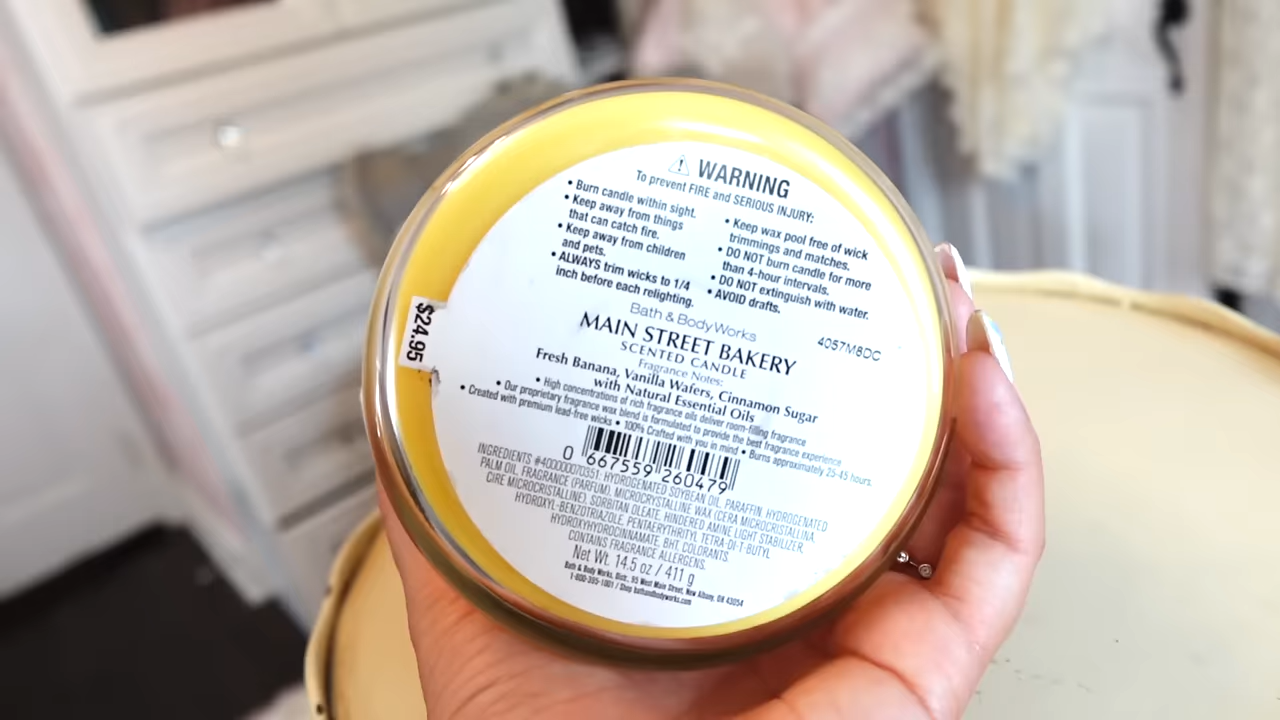 WARNING
To prevent FIRE and SERIOUS INJURY:
• Burn candle within sight.
• Keep away from things
that can catch fire.
• Keep away from children
and pets.
• ALWAYS trim wicks to 1/4
inch before each relighting.
• Keep wax pool free of wick
trimmings and matches.
• DO NOT burn candle for more
than 4-hour intervals.
• DO NOT extinguish with water.
• AVOID drafts.
$24.95
Bath & Body Works
MAIN STREET BAKERY
SCENTED CANDLE
4057M8DC
Fragrance Notes:
Fresh Banana, Vanilla Wafers, Cinnamon Sugar
with Natural Essential Oils
• High concentrations of rich fragrance oils deliver room-filling fragrance
• Our proprietary fragrance wax blend is formulated to provide the best fragrance experience
• Created with premium lead-free wicks • 100% Crafted with you in mind • Burns approximately 25-45 hours.
0 667559 260479
INGREDIENTS #40000070351: HYDROGENATED SOYBEAN OIL, PARAFFIN, HYDROGENATED
PALM OIL, FRAGRANCE (PARFUM), MICROCRYSTALLINE WAX (CERA MICROCRISTALLINA,
CIRE MICROCRISTALLINE), SORBITAN OLEATE, HINDERED AMINE LIGHT STABILIZER,
HYDROXYL-BENZOTRIAZOLE, PENTAERYTHRITYL TETRA-DI-T-BUTYL
HYDROXYHYDROCINNAMATE, BHT, COLORANTS.
CONTAINS FRAGRANCE ALLERGENS.
Net Wt. 14.5 oz / 411 g
Bath & Body Works, Distr., 95 West Main Street, New Albany, OH 43054
1-800-395-1001 / Shop bathandbodyworks.com